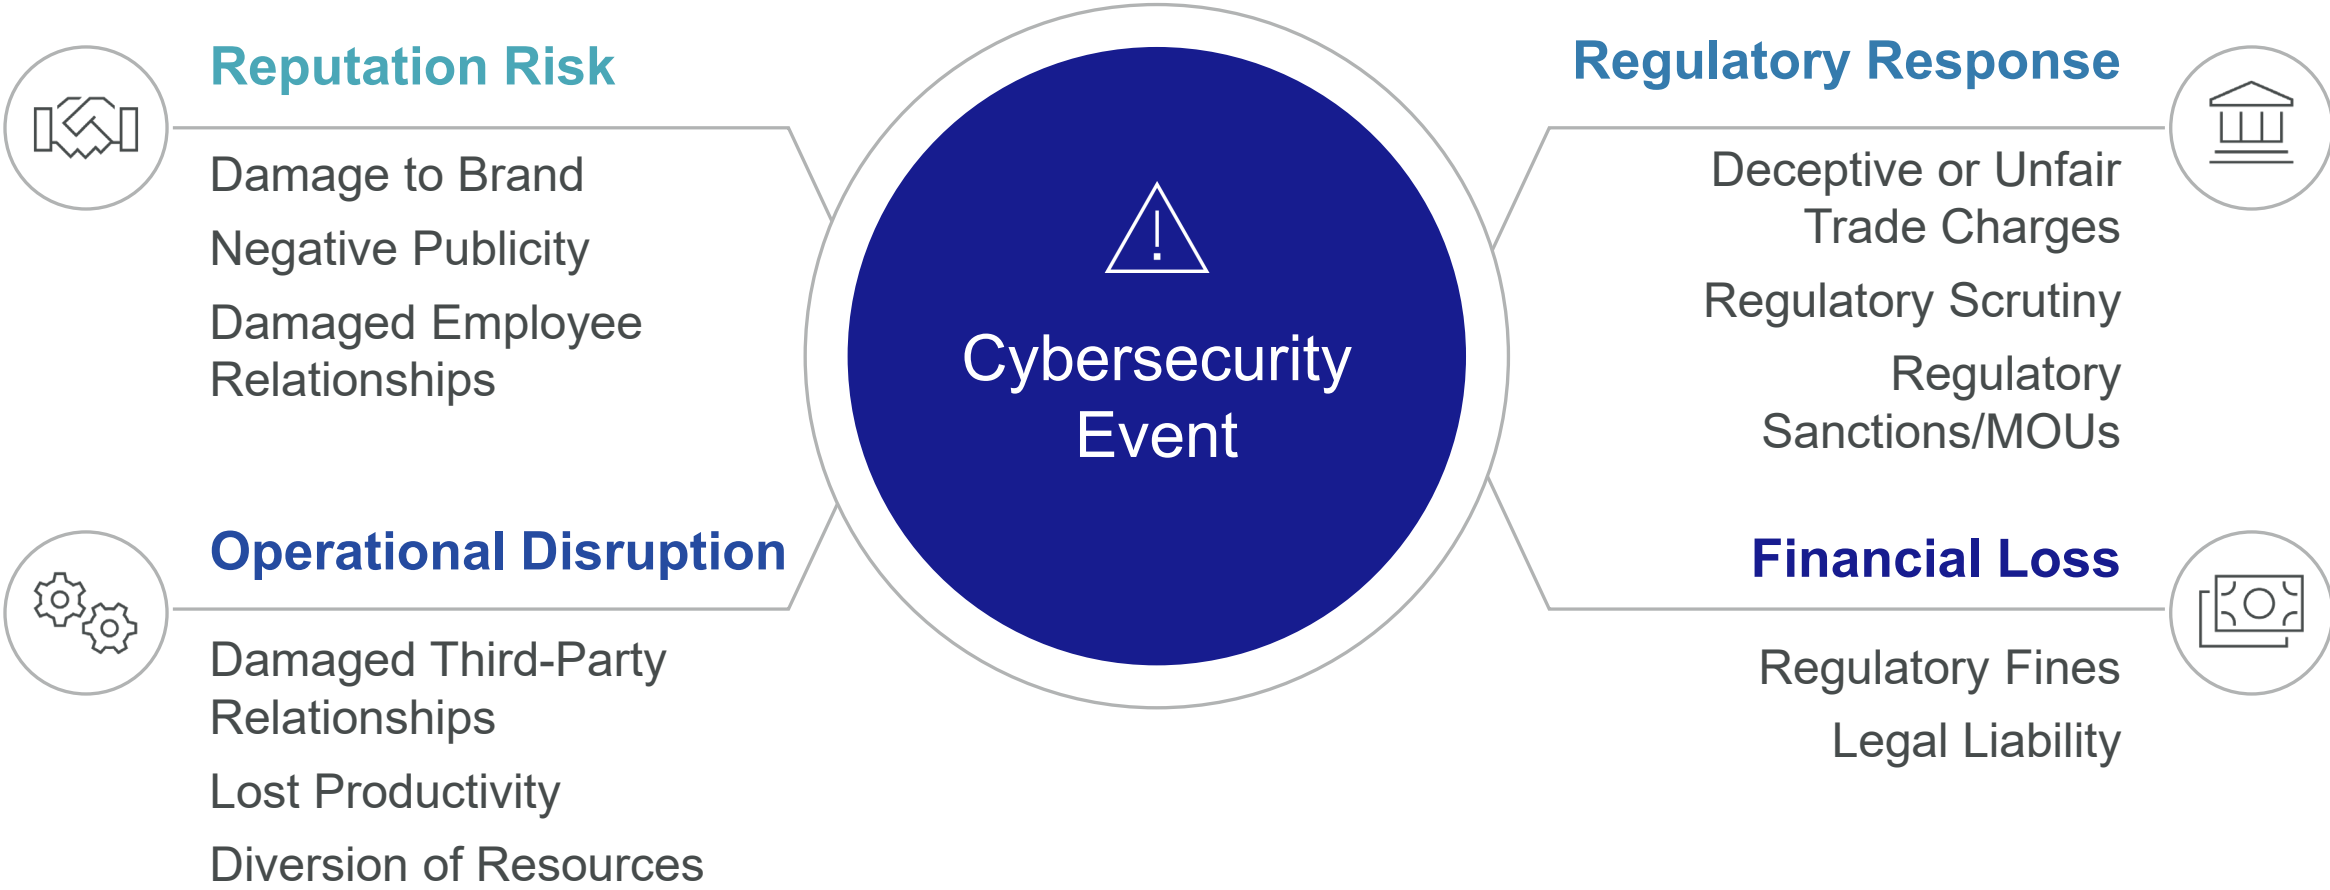 Reputation Risk
Damage to Brand
Negative Publicity
Damaged Employee
Relationships
Operational Disruption
Damaged Third-Party
Relationships
Lost Productivity
Diversion of Resources
Cybersecurity
Event
Regulatory Response
Deceptive or Unfair
Trade Charges
Regulatory Scrutiny
Regulatory
Sanctions/MOUs
Financial Loss
Regulatory Fines
Legal Liability